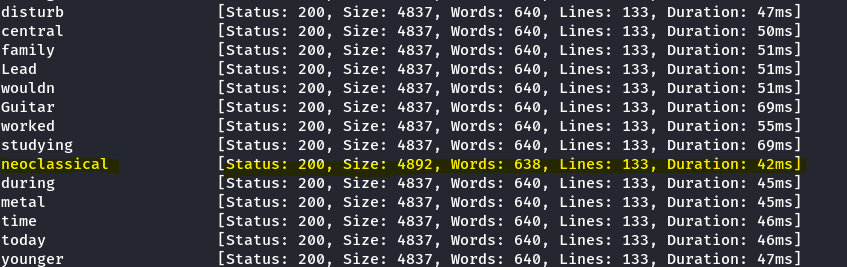 disturb [Status: 200, Size: 4837, Words: 640, Lines: 133, Duration: 47ms]
central [Status: 200, Size: 4837, Words: 640, Lines: 133, Duration: 50ms]
family [Status: 200, Size: 4837, Words: 640, Lines: 133, Duration: 51ms]
Lead [Status: 200, Size: 4837, Words: 640, Lines: 133, Duration: 51ms]
wouldn [Status: 200, Size: 4837, Words: 640, Lines: 133, Duration: 51ms]
Guitar [Status: 200, Size: 4837, Words: 640, Lines: 133, Duration: 69ms]
worked [Status: 200, Size: 4837, Words: 640, Lines: 133, Duration: 55ms]
studying [Status: 200, Size: 4837, Words: 640, Lines: 133, Duration: 69ms]
neoclassical [Status: 200, Size: 4892, Words: 638, Lines: 133, Duration: 42ms]
during [Status: 200, Size: 4837, Words: 640, Lines: 133, Duration: 45ms]
metal [Status: 200, Size: 4837, Words: 640, Lines: 133, Duration: 45ms]
time [Status: 200, Size: 4837, Words: 640, Lines: 133, Duration: 46ms]
today [Status: 200, Size: 4837, Words: 640, Lines: 133, Duration: 46ms]
younger [Status: 200, Size: 4837, Words: 640, Lines: 133, Duration: 47ms]